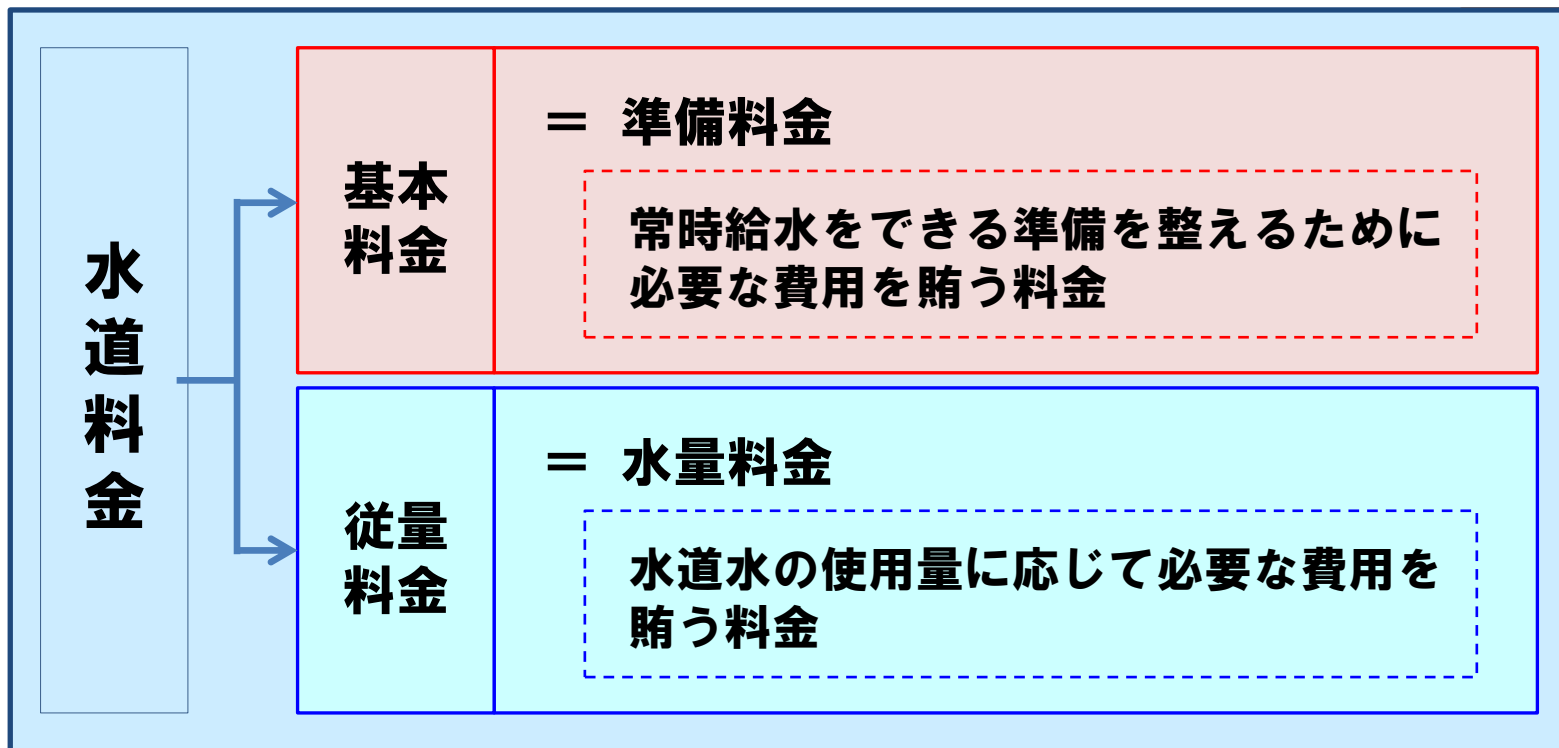 水道料金
基本
料金
＝ 準備料金
常時給水をできる準備を整えるために
必要な費用を賄う料金
従量
料金
＝ 水量料金
水道水の使用量に応じて必要な費用を
賄う料金